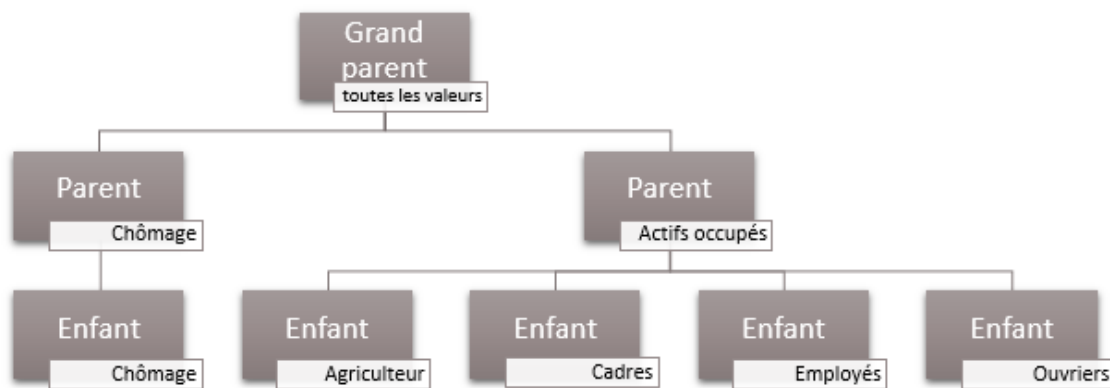 Grand
parent
toutes les valeurs
Parent
Chômage
Parent
Actifs occupés
Enfant
Chômage
Enfant
Agriculteur
Enfant
Cadres
Enfant
Employés
Enfant
Ouvriers